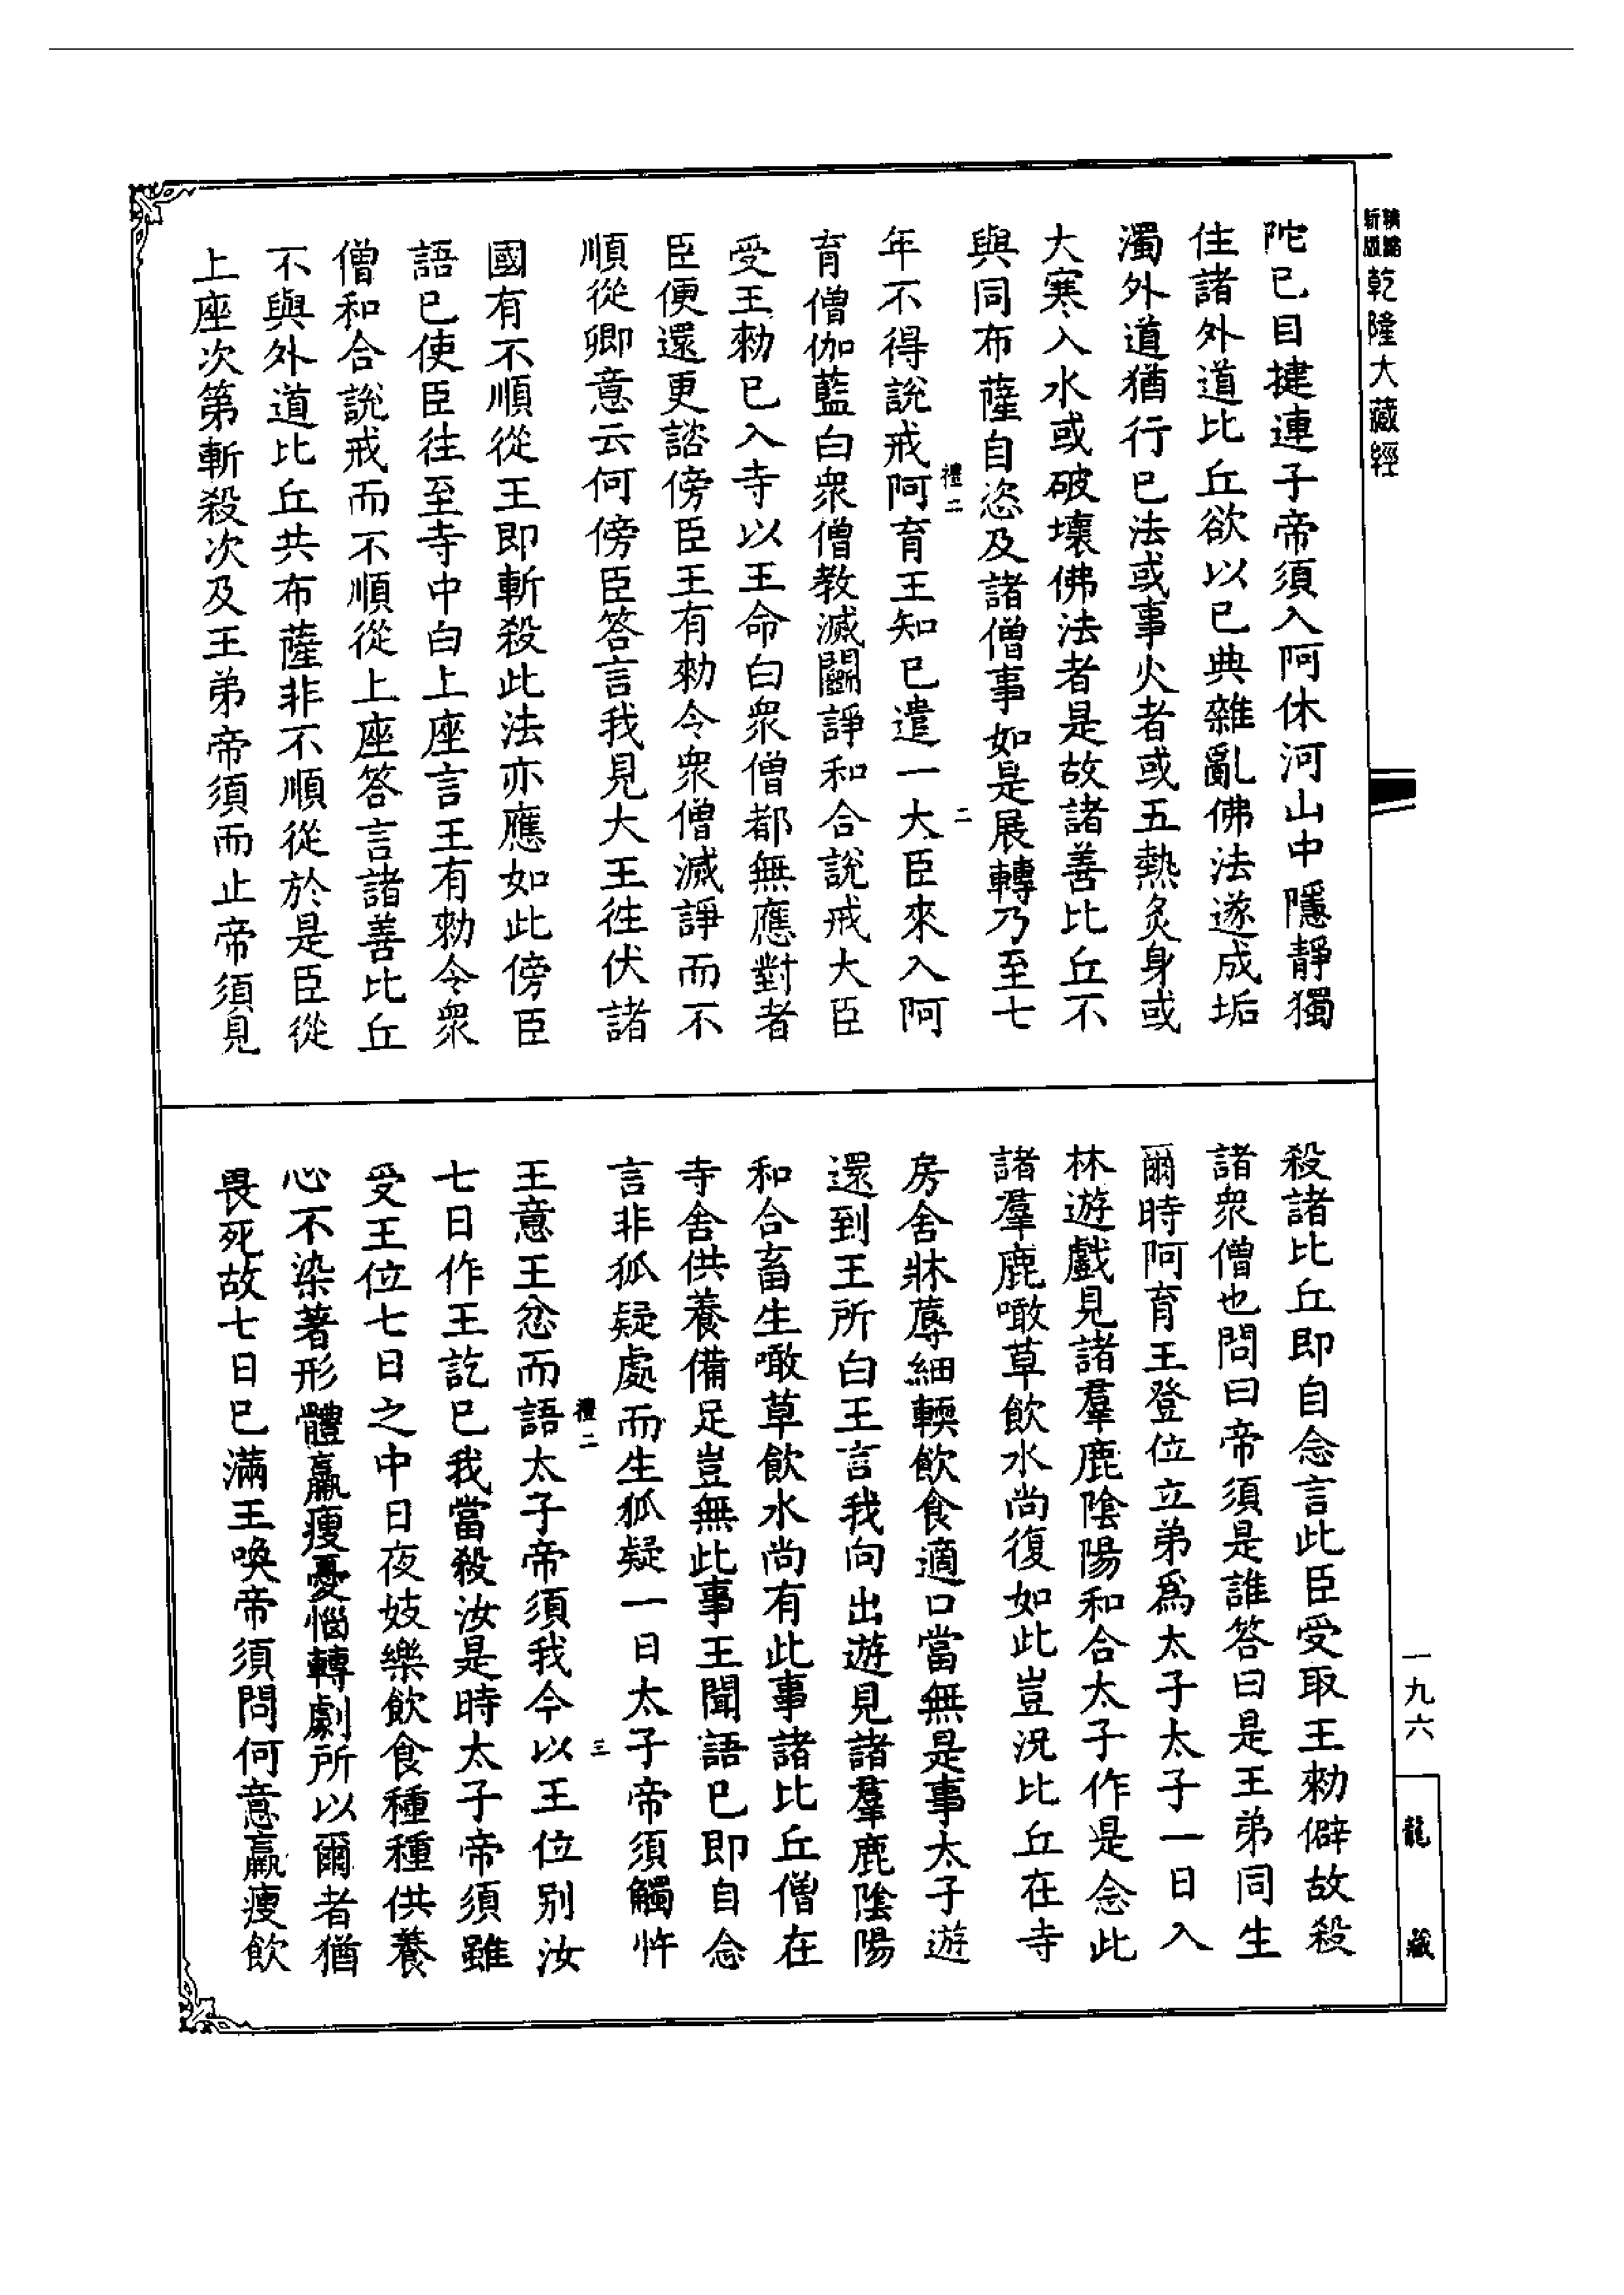 乾隆大藏經
陀已目揵連子帝須入阿休河山中隱靜獨
住諸外道比丘欲以已典雜亂佛法遂成垢
濁外道猶行已法或事火者或五熱炙身或
大寒入水或破壞佛法者是故諸善比丘不
與同布薩自恣及諸僧事如是展轉乃至七
禮二
二
年不得說戒阿育王知已遣一大臣來入阿
育僧伽藍白衆僧教滅鬭諍和合說戒大臣
受王勑已入寺以王命白衆僧都無應對者
臣便還更諮傍臣王有勑令衆僧滅諍而不
順從卿意云何傍臣答言我見大王徃伏諸
國有不順從王即斬殺此法亦應如此傍臣
語已使臣往至寺中白上座言王有勑令衆
僧和合說戒而不順從上座答言諸善比丘
不與外道比丘共布薩非不順從於是臣從
上座次第斬殺次及王弟帝須而止帝須見
殺諸比丘即自念言此臣受取王勑僻故殺
諸衆僧也問曰帝須是誰答曰是王弟同生
爾時阿育王登位立弟爲太子太子一日入
林遊戲見諸羣鹿陰陽和合太子作是念此
諸羣鹿噉草飲水尚復如此豈況比丘在寺
房舍牀蓐細輭飲食適口當無是事太子遊
還到王所白王言我向出遊見諸羣鹿陰陽
和合畜生噉草飲水尚有此事諸比丘僧在
寺舍供養備足豈無此事王聞語已即自念
言非狐疑處而生狐疑一日太子帝須觸忤
禮二
三
王意王忿而語太子帝須我今以王位别汝
七日作王訖已我當殺汝是時太子帝須雖
受王位七日之中日夜妓樂飲食種種供養
心不染著形體羸瘦憂惱轉劇所以爾者猶
畏死故七日已滿王喚帝須問何意羸瘦飲
一九六
龍藏